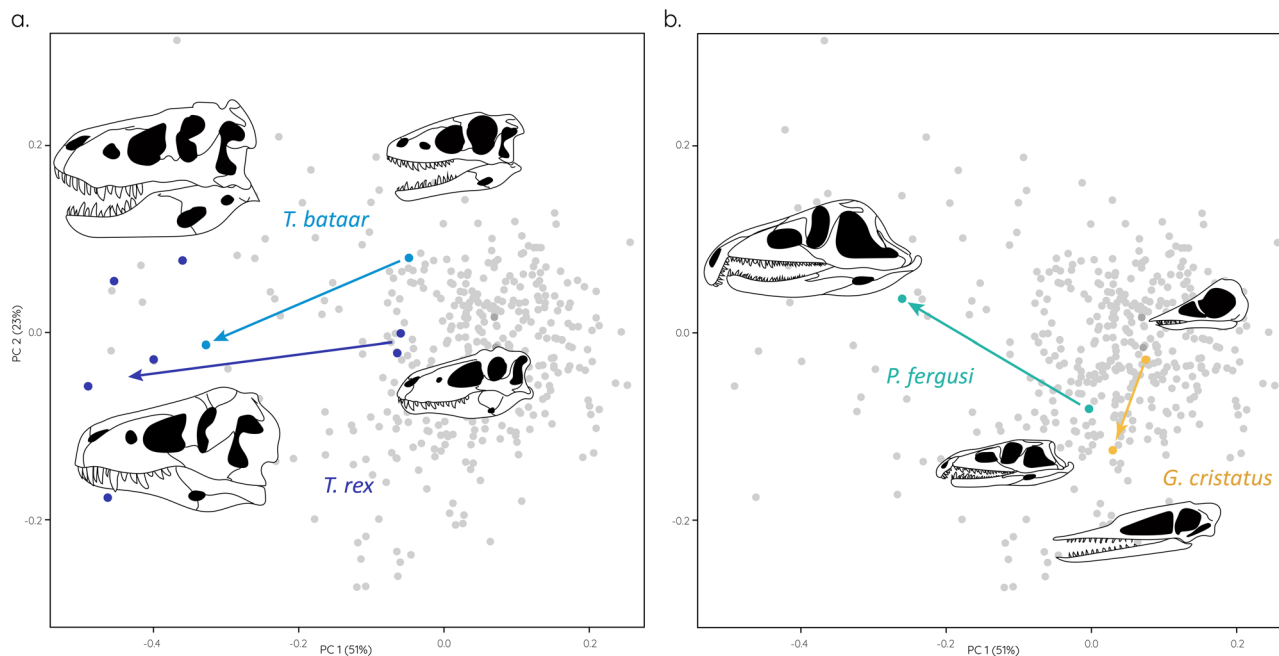 a.
0.2
0.0
-0.2
PC 2 (23%)
T. bataar
T. rex
-0.4
-0.2
0.0
0.2
PC 1 (51%)
b.
0.2
0.0
-0.2
P. fergusi
G. cristatus
-0.4
-0.2
0.0
0.2
PC 1 (51%)